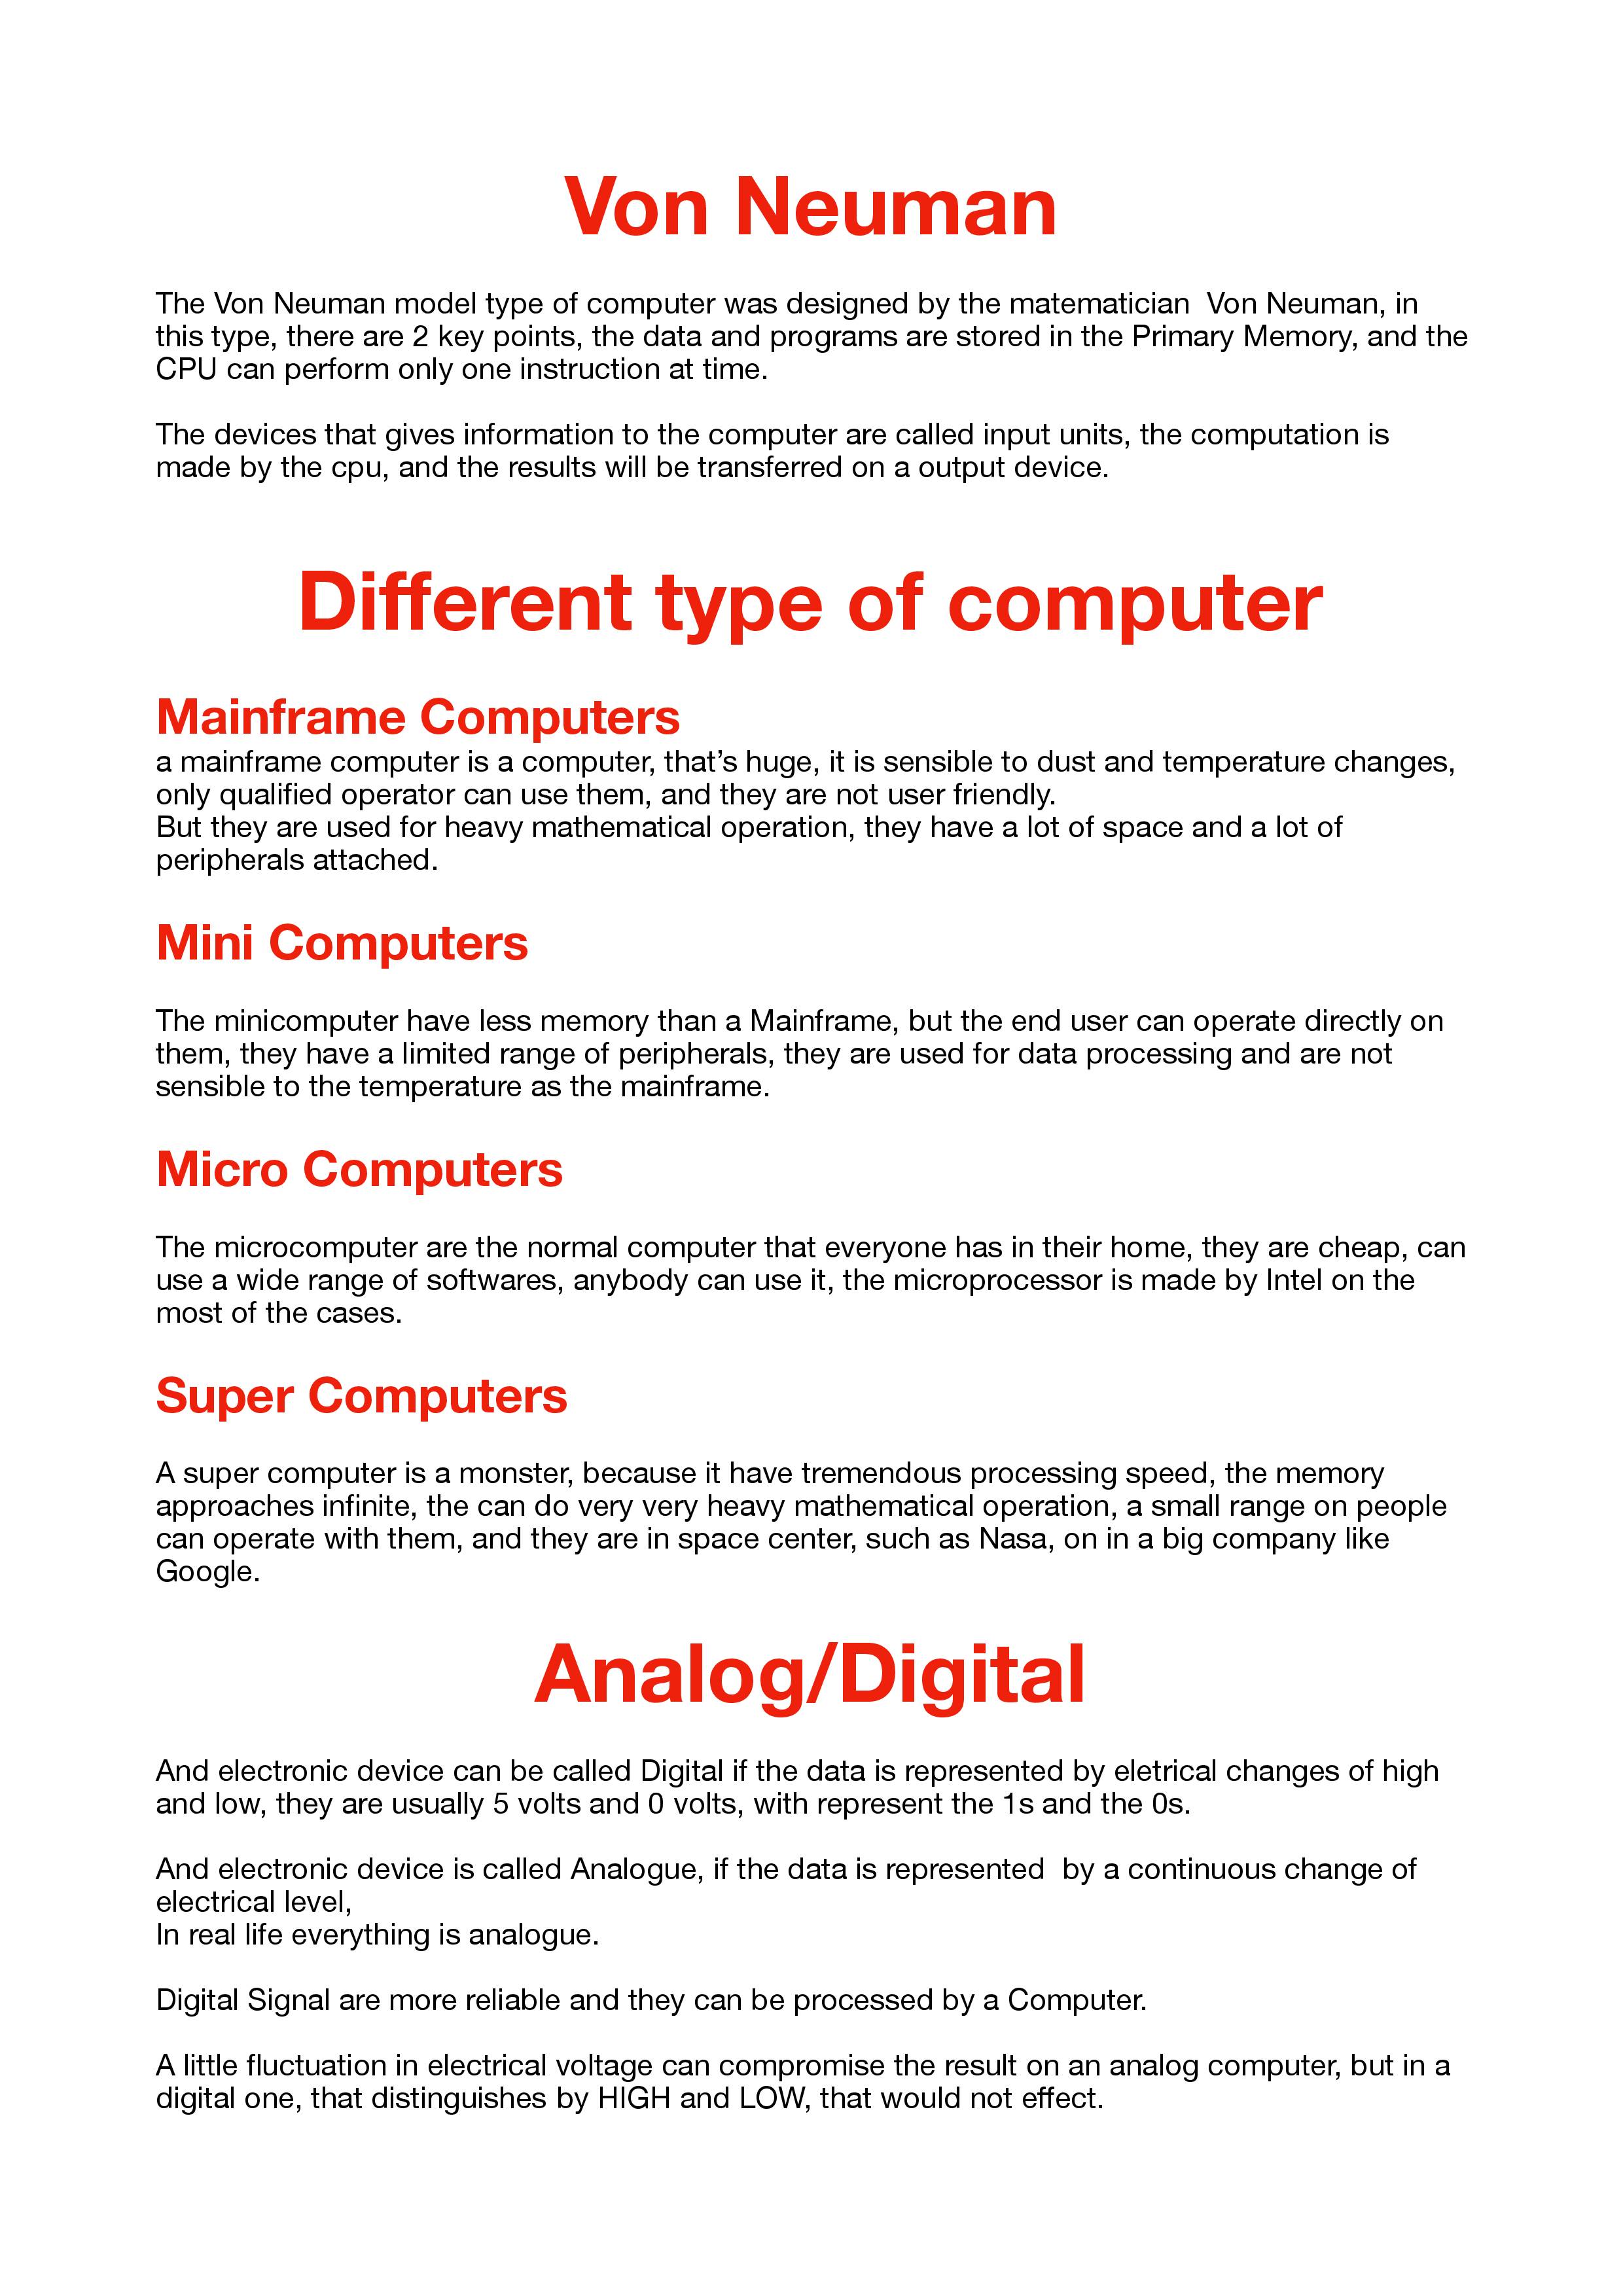 Von Neuman
The Von Neuman model type of computer was designed by the matematician  Von Neuman, in
this type, there are 2 key points, the data and programs are stored in the Primary Memory, and the
CPU can perform only one instruction at time.
The devices that gives information to the computer are called input units, the computation is
made by the cpu, and the results will be transferred on a output device.
Different type of computer
Mainframe Computers
a mainframe computer is a computer, that’s huge, it is sensible to dust and temperature changes,
only qualified operator can use them, and they are not user friendly.
But they are used for heavy mathematical operation, they have a lot of space and a lot of
peripherals attached.
Mini Computers
The minicomputer have less memory than a Mainframe, but the end user can operate directly on
them, they have a limited range of peripherals, they are used for data processing and are not
sensible to the temperature as the mainframe.
Micro Computers
The microcomputer are the normal computer that everyone has in their home, they are cheap, can
use a wide range of softwares, anybody can use it, the microprocessor is made by Intel on the
most of the cases.
Super Computers
A super computer is a monster, because it have tremendous processing speed, the memory
approaches infinite, the can do very very heavy mathematical operation, a small range on people
can operate with them, and they are in space center, such as Nasa, on in a big company like
Google.
Analog/Digital
And electronic device can be called Digital if the data is represented by eletrical changes of high
and low, they are usually 5 volts and 0 volts, with represent the 1s and the 0s.
And electronic device is called Analogue, if the data is represented  by a continuous change of
electrical level,
In real life everything is analogue.
Digital Signal are more reliable and they can be processed by a Computer.
A little fluctuation in electrical voltage can compromise the result on an analog computer, but in a
digital one, that distinguishes by HIGH and LOW, that would not effect.